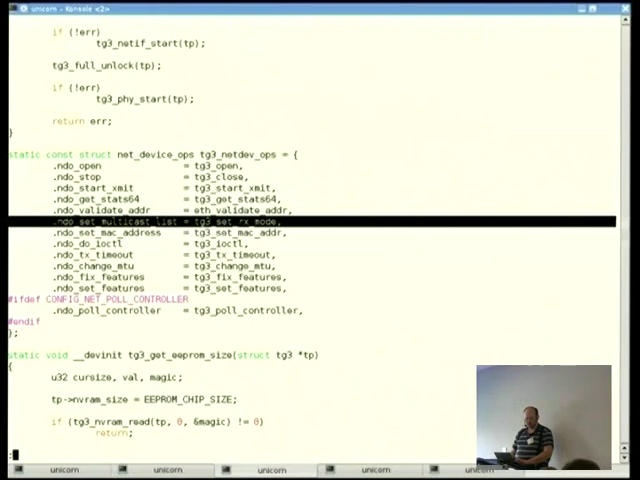 unicorn - Konsole <2>
if (!err)
tg3_netif_start(tp);
tg3_full_unlock(tp);
if (!err)
tg3_phy_start(tp);
return err;
}
static const struct net_device_ops tg3_netdev_ops = {
.ndo_open = tg3_open,
.ndo_stop = tg3_close,
.ndo_start_xmit = tg3_start_xmit,
.ndo_get_stats64 = tg3_get_stats64,
.ndo_validate_addr = eth_validate_addr,
.ndo_set_multicast_list = tg3_set_rx_mode,
.ndo_set_mac_address = tg3_set_mac_addr,
.ndo_do_ioctl = tg3_ioctl,
.ndo_tx_timeout = tg3_tx_timeout,
.ndo_change_mtu = tg3_change_mtu,
.ndo_fix_features = tg3_fix_features,
.ndo_set_features = tg3_set_features,
#ifdef CONFIG_NET_POLL_CONTROLLER
.ndo_poll_controller = tg3_poll_controller,
#endif
};
static void __devinit tg3_get_eeprom_size(struct tg3 *tp)
{
u32 cursize, val, magic;
tp->nvram_size = EEPROM_CHIP_SIZE;
if (tg3_nvram_read(tp, 0, &magic) != 0)
return;
:
unicorn unicorn unicorn unicorn unicorn